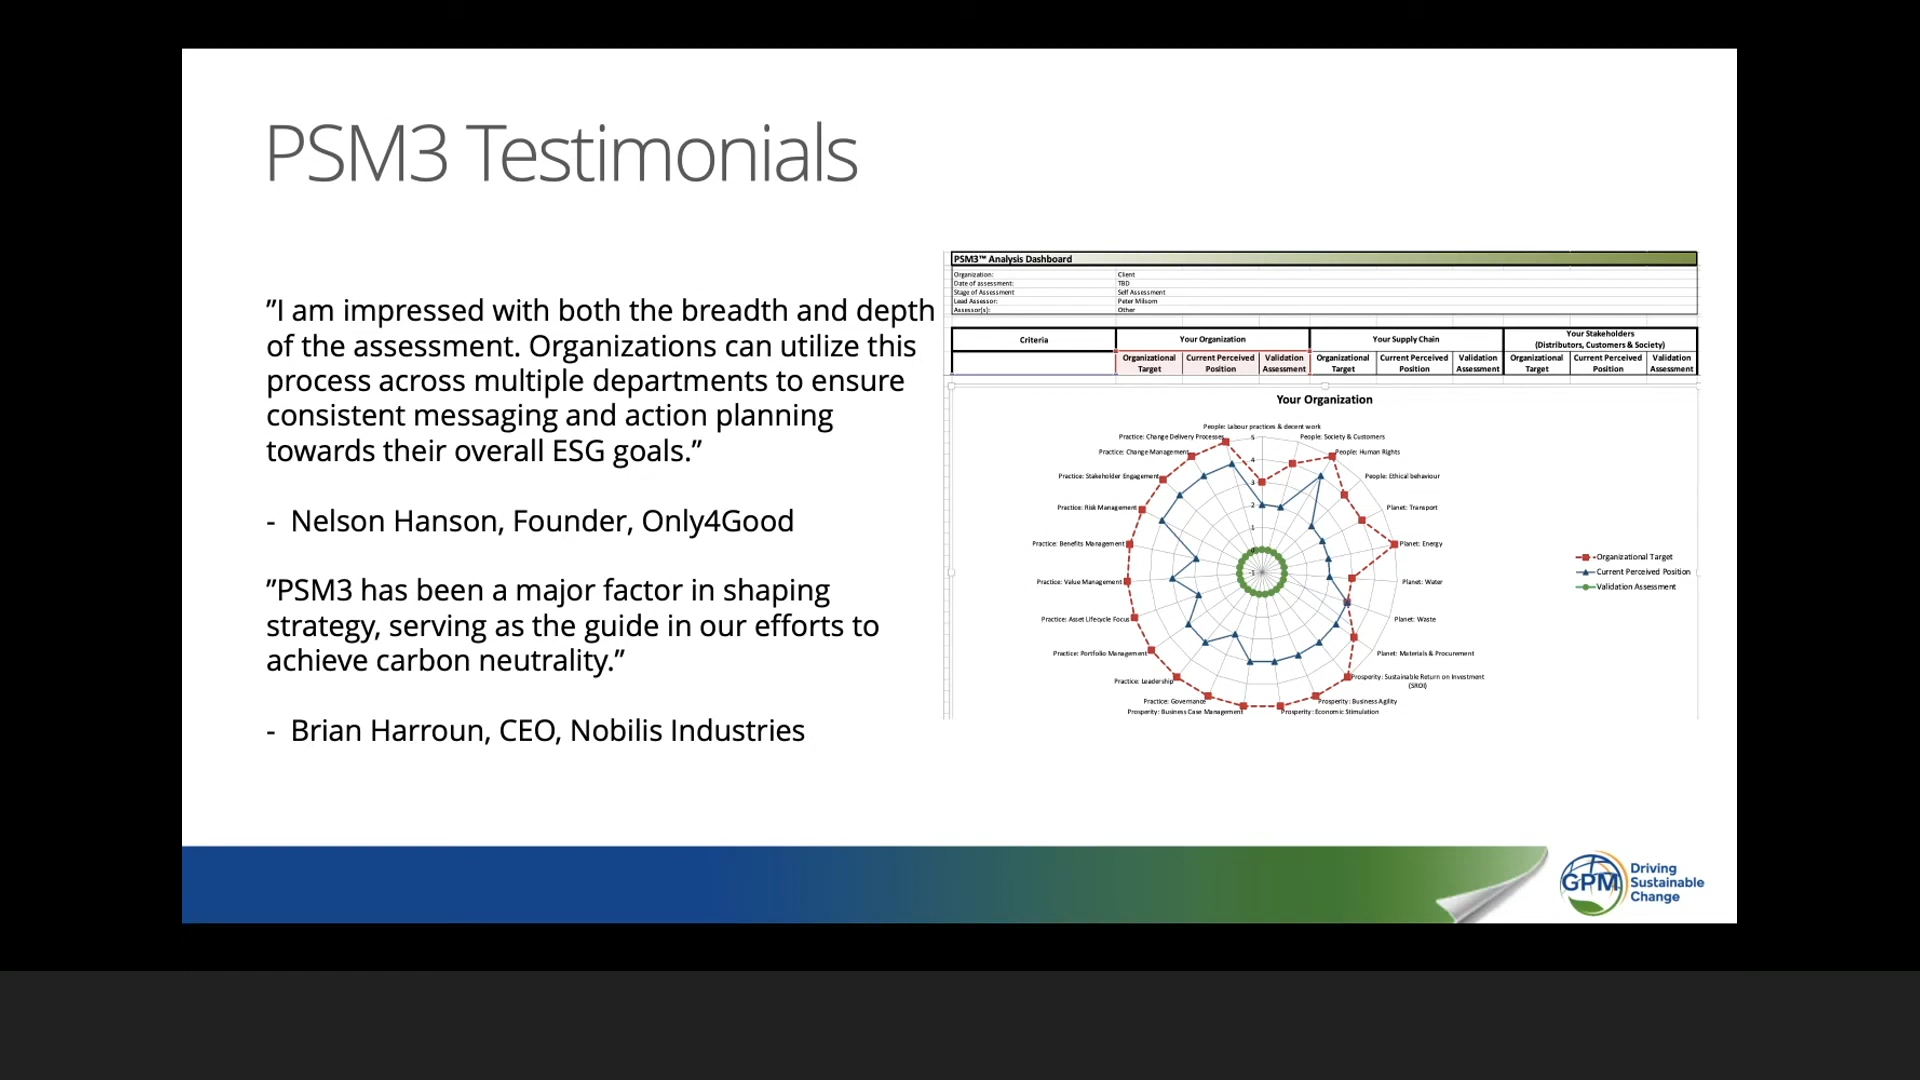 PSM3 Testimonials
”I am impressed with both the breadth and depth
of the assessment. Organizations can utilize this
process across multiple departments to ensure
consistent messaging and action planning
towards their overall ESG goals.”
- Nelson Hanson, Founder, Only4Good
”PSM3 has been a major factor in shaping
strategy, serving as the guide in our efforts to
achieve carbon neutrality.”
- Brian Harroun, CEO, Nobilis Industries
PSM3™ Analysis Dashboard
Organization: Client
Date of assessment: TBD
Stage of Assessment Self Assessment
Lead Assessor: Peter Milsom
Assessor(s): Other
Criteria
Your Organization
Your Supply Chain
Your Stakeholders
(Distributors, Customers & Society)
Organizational Target
Current Perceived Position
Validation Assessment
Organizational Target
Current Perceived Position
Validation Assessment
Organizational Target
Current Perceived Position
Validation Assessment
Your Organization
People: Labour practices & decent work
People: Society & Customers
People: Human Rights
People: Ethical behaviour
Planet: Transport
Planet: Energy
Planet: Water
Planet: Waste
Planet: Materials & Procurement
Prosperity: Sustainable Return on Investment
(SROI)
Prosperity: Business Agility
Prosperity: Economic Stimulation
Prosperity: Business Case Management
Practice: Governance
Practice: Leadership
Practice: Portfolio Management
Practice: Asset Lifecycle Focus
Practice: Value Management
Practice: Benefits Management
Practice: Risk Management
Practice: Stakeholder Engagement
Practice: Change Management
Practice: Change Delivery Processes
5
4
3
2
1
0
-1
Organizational Target
Current Perceived Position
Validation Assessment
GPM
Driving
Sustainable
Change